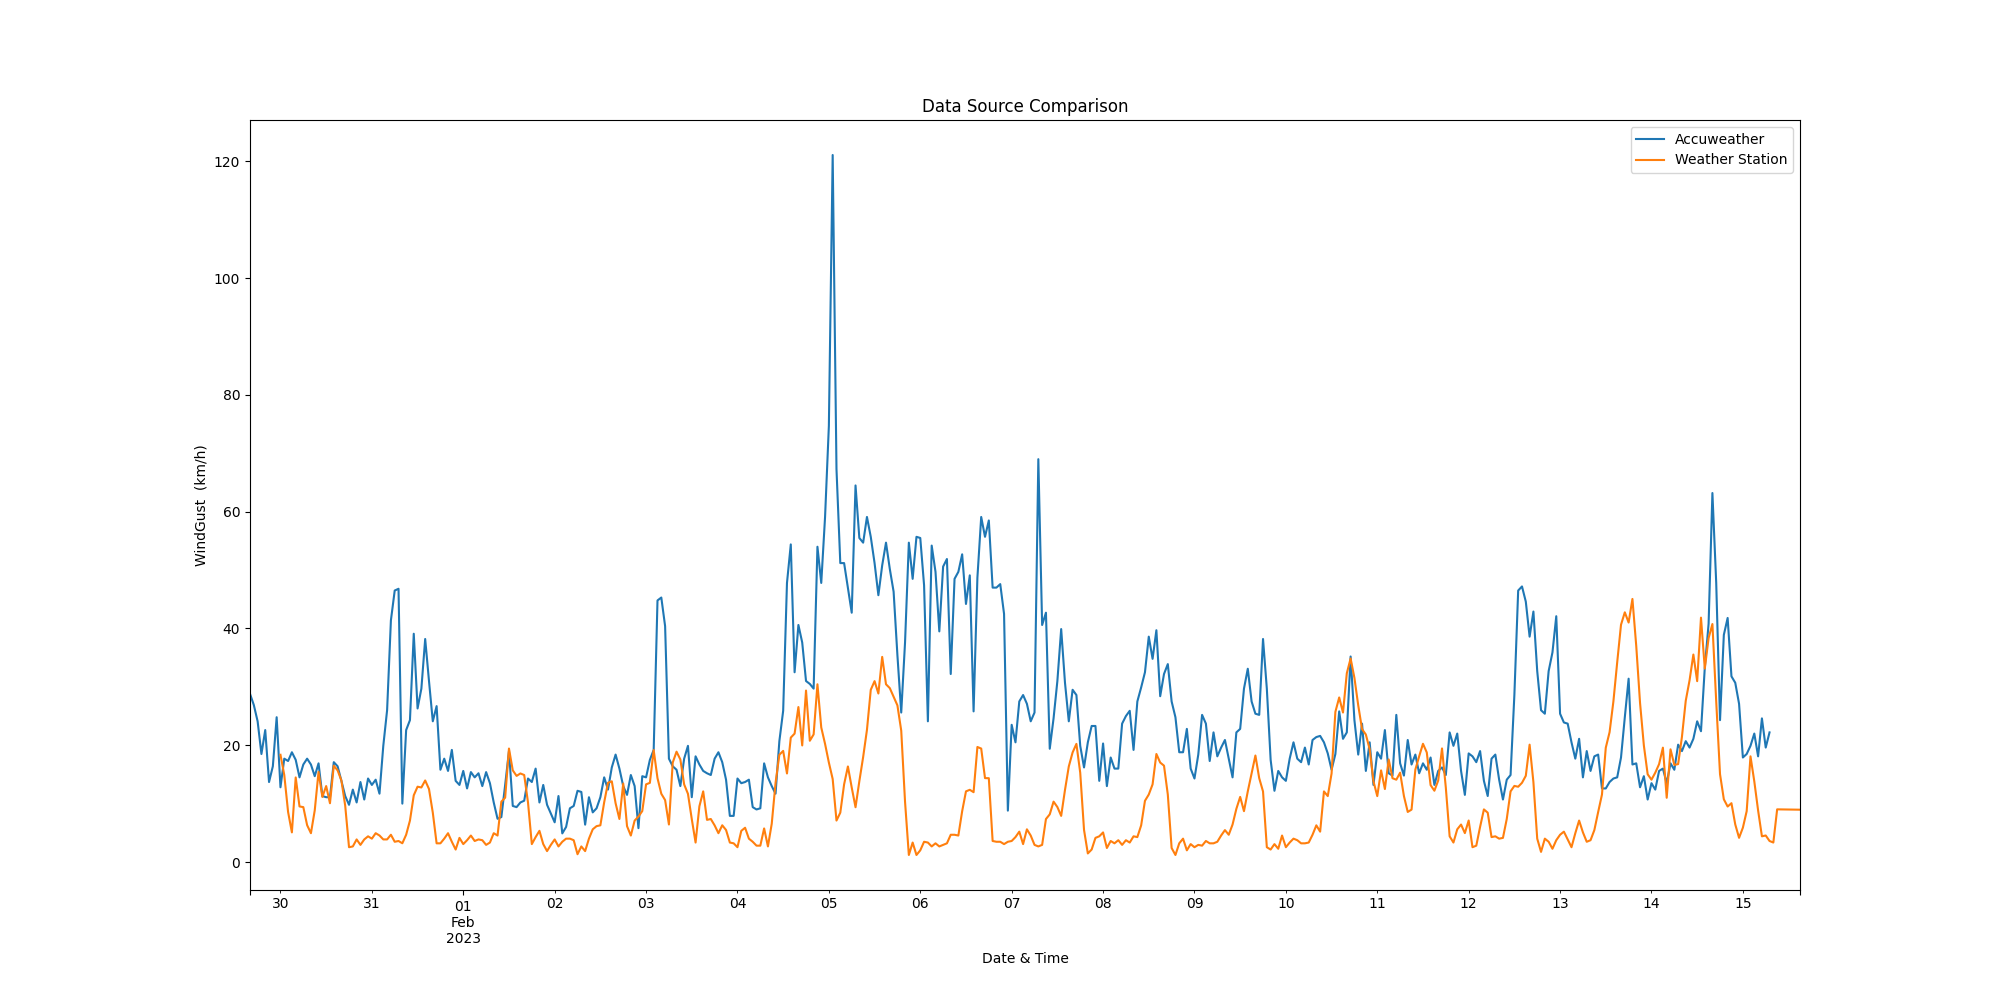 Data Source Comparison
Accuweather
Weather Station
120
100
80
60
40
20
0
WindGust (km/h)
30 31 01 02 03 04 05 06 07 08 09 10 11 12 13 14 15
Feb
2023
Date & Time